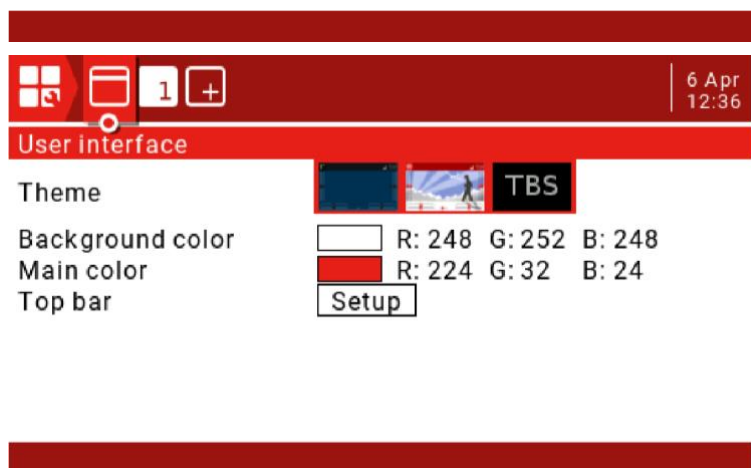 1
6 Apr
12:36
User interface
Theme
TBS
Background color R: 248 G: 252 B: 248
Main color R: 224 G: 32 B: 24
Top bar Setup